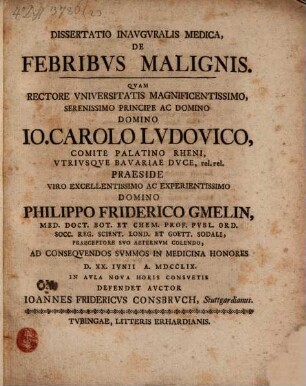 DISSERTATIO INAVGVRALIS MEDICA,
DE
FEBRIBVS MALIGNIS.
QVAM
RECTORE VNIVERSITATIS MAGNIFICENTISSIMO,
SERENISSIMO PRINCIPE AC DOMINO
DOMINO
IO. CAROLO LVDOVICO,
COMITE PALATINO RHENI,
VTRIVSQVE BAVARIAE DVCE, rel. rel.
PRAESIDE
VIRO EXCELLENTISSIMO AC EXPERIENTISSIMO
DOMINO
PHILIPPO FRIDERICO GMELIN,
MED. DOCT. BOT. ET CHEM. PROF. PVBL. ORD.
SOCC. REG. SCIENT. LOND. ET GOETT. SODALI,
PRAECEPTORE SVO AETERNVM COLENDO,
AD CONSEQVENDOS SVMMOS IN MEDICINA HONORES
D. XX. IVNII A. MDCCLIX.
IN AVLA NOVA HORIS CONSVETIS
DEFENDET AVCTOR
IOANNES FRIDERICVS CONSBRVCH, Stuttgardianus.
TVBINGAE, LITTERIS ERHARDIANIS.